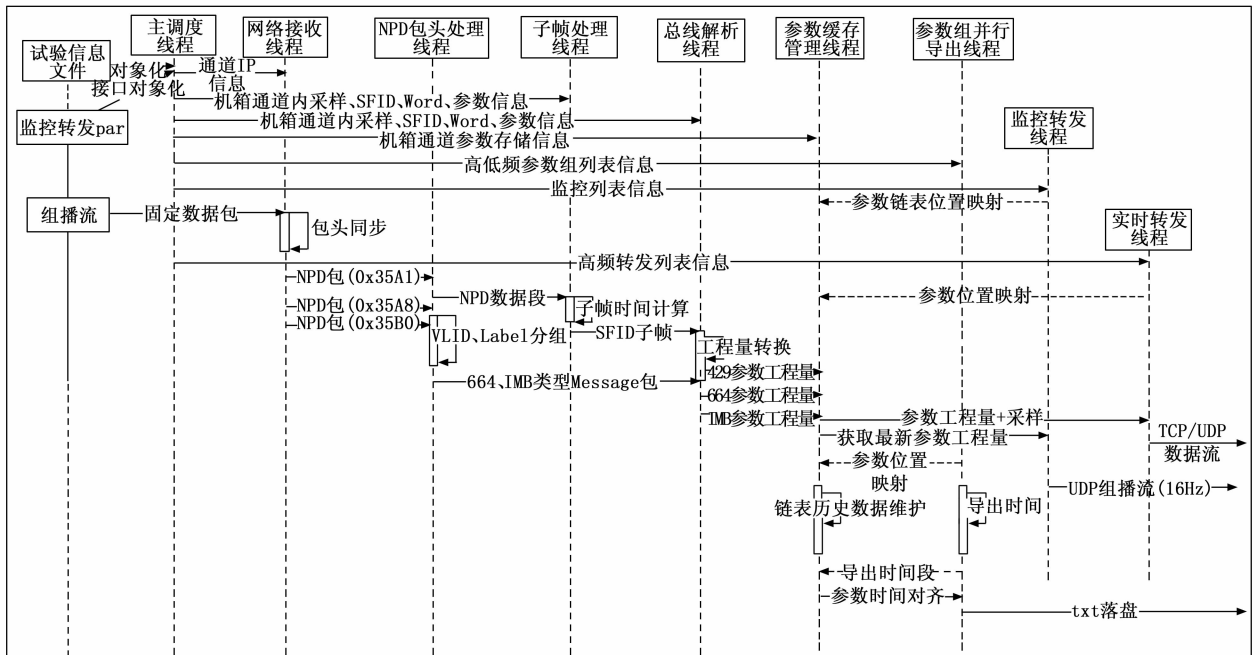 主调度
线程
网络接收
线程
NPD包头处理
线程
子帧处理
线程
总线解析
线程
参数缓存
管理线程
参数组并行
导出线程
试验信息
文件
对象化
接口对象化
通道IP
信息
机箱通道内采样、SFID、Word、参数信息
监控转发par
机箱通道内采样、SFID、Word、参数信息
监控转发
线程
机箱通道参数存储信息
高低频参数组列表信息
监控列表信息
参数链表位置映射
组播流
固定数据包
包头同步
实时转发
线程
高频转发列表信息
NPD包(0x35A1)
NPD数据段
参数位置映射
NPD包(0x35A8)
子帧时间计算
NPD包(0x35B0)
VLID、Label分组
SFID子帧
工程量转换
429参数工程量
664、IMB类型Message包
664参数工程量
IMB参数工程量
参数工程量+采样
获取最新参数工程量
TCP/UDP
数据流
参数位置
映射
UDP组播流(16Hz)
链表历史数据维护
导出时间
导出时间段
参数时间对齐
txt落盘